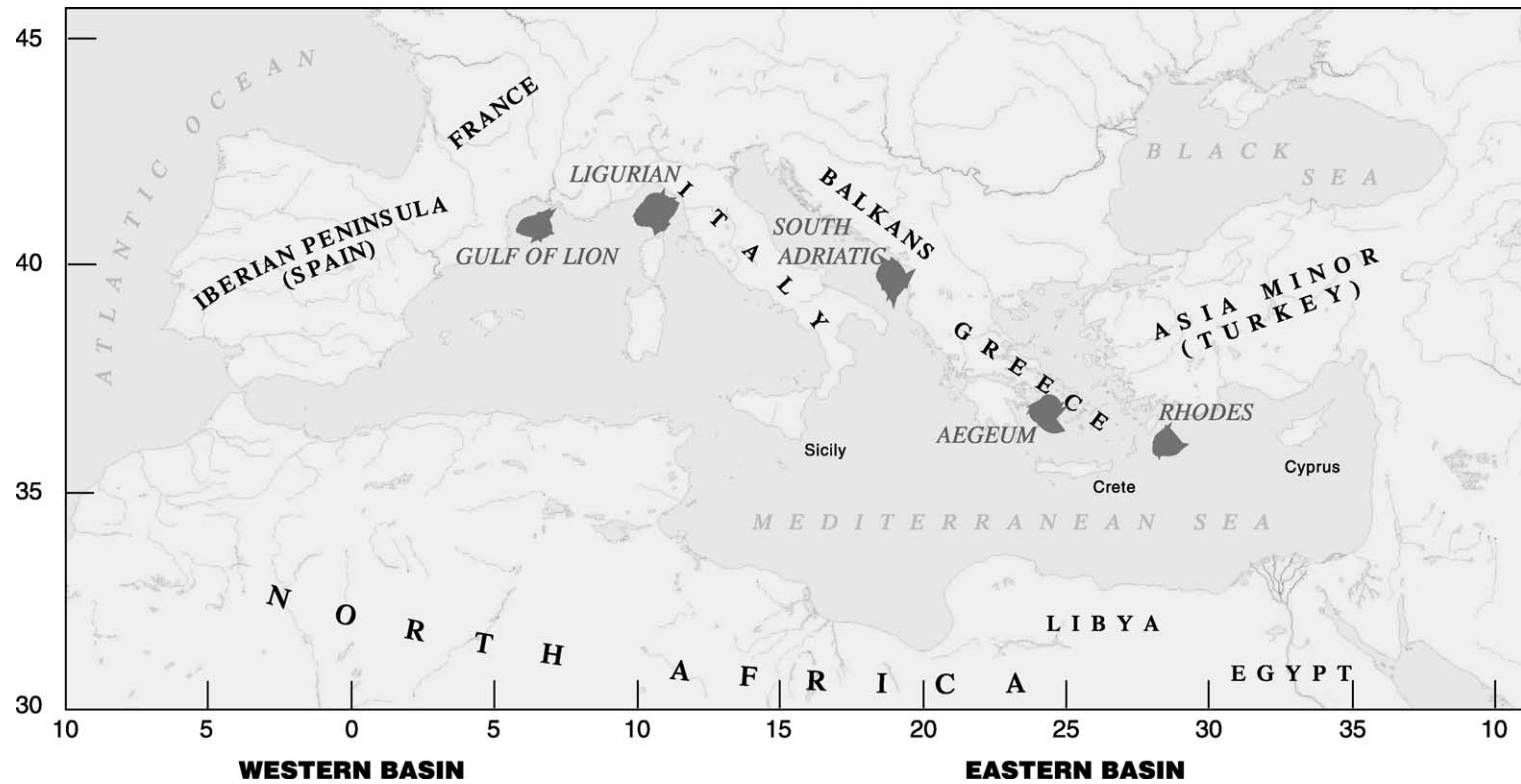 45
ATLANTIC OCEAN
FRANCE
BLACK
SEA
LIGURIAN
ITALY
BALKANS
IBERIAN PENINSULA
(SPAIN)
GULF OF LION
SOUTH
ADRIATIC
40
ASIA MINOR
(TURKEY)
GREECE
RHODES
AEGEUM
Sicily
Cyprus
Crete
35
MEDITERRANEAN SEA
NORTH AFRICA
LIBYA
EGYPT
30
10 5 0 5 10 15 20 25 30 35 10
WESTERN BASIN
EASTERN BASIN